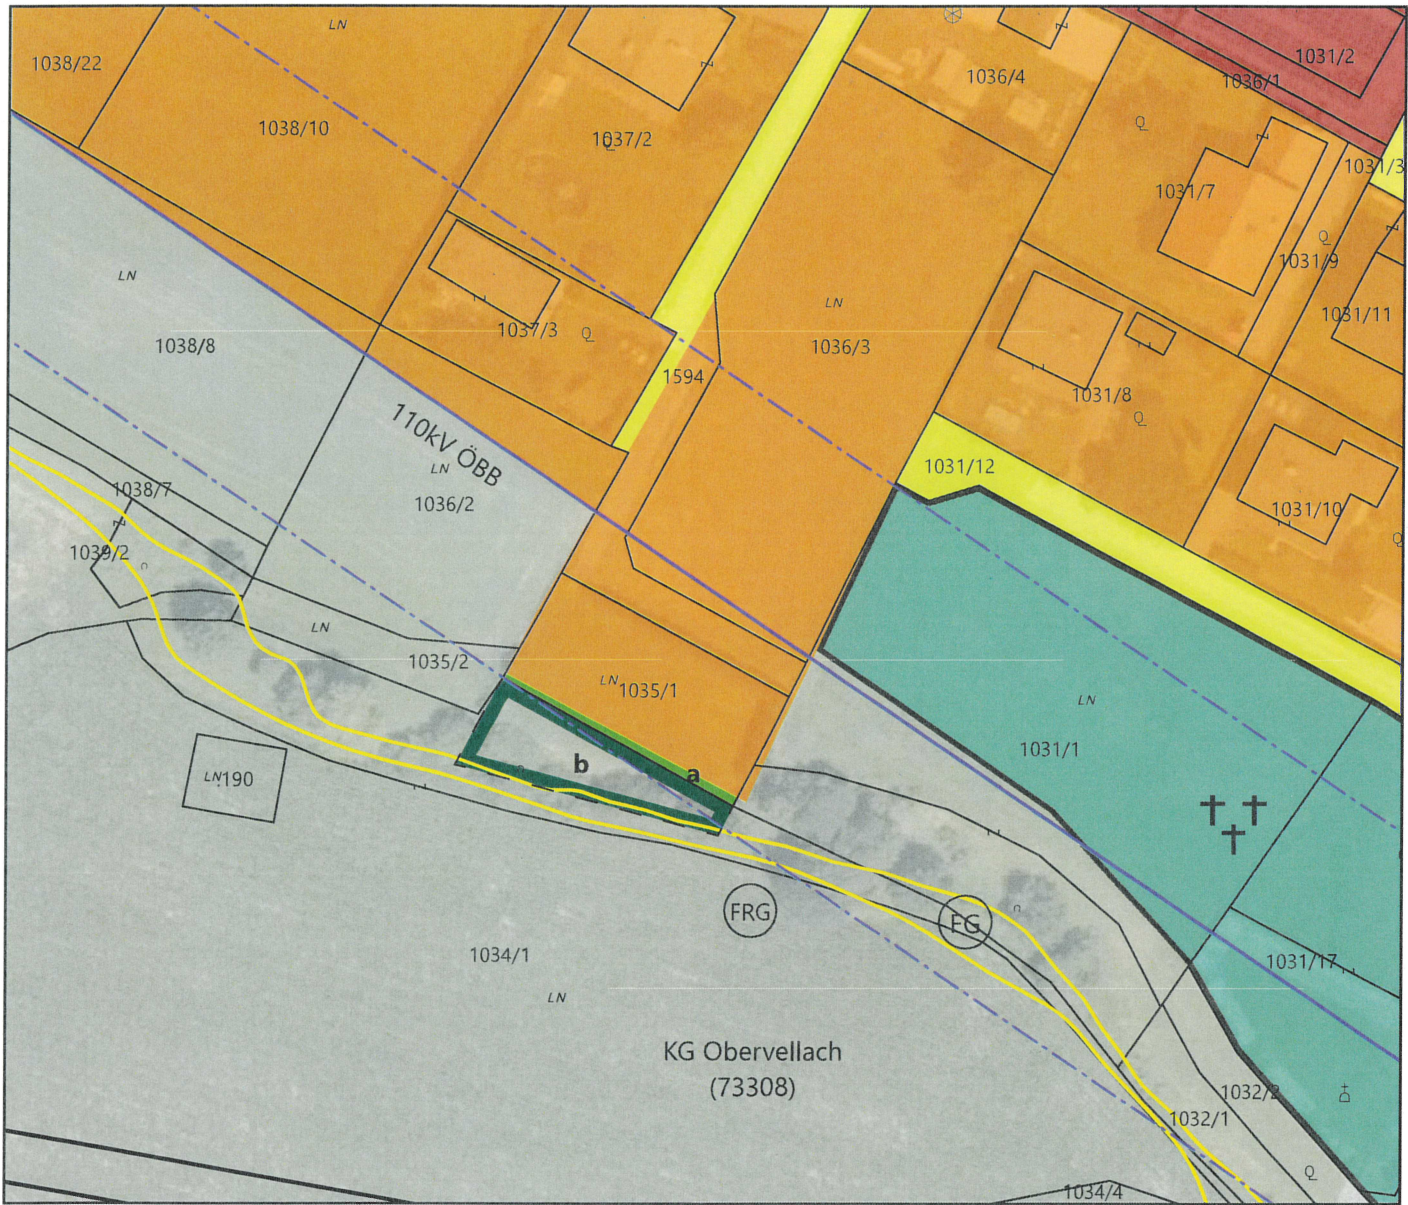 LN
1038/22
1036/4
1031/2
1036/1
1038/10
1037/2
1031/3
1031/7
1031/9
LN
LN
1031/11
1037/3
1038/8
1036/3
1594
1031/8
110kV ÖBB
LN
1031/12
1038/7
1036/2
1031/10
1039/2
LN
1035/2
LN
1035/1
LN
1031/1
b
a
LN
.190
FRG
FG
1034/1
1031/17
LN
KG Obervellach
(73308)
1032/2
1032/1
1034/4